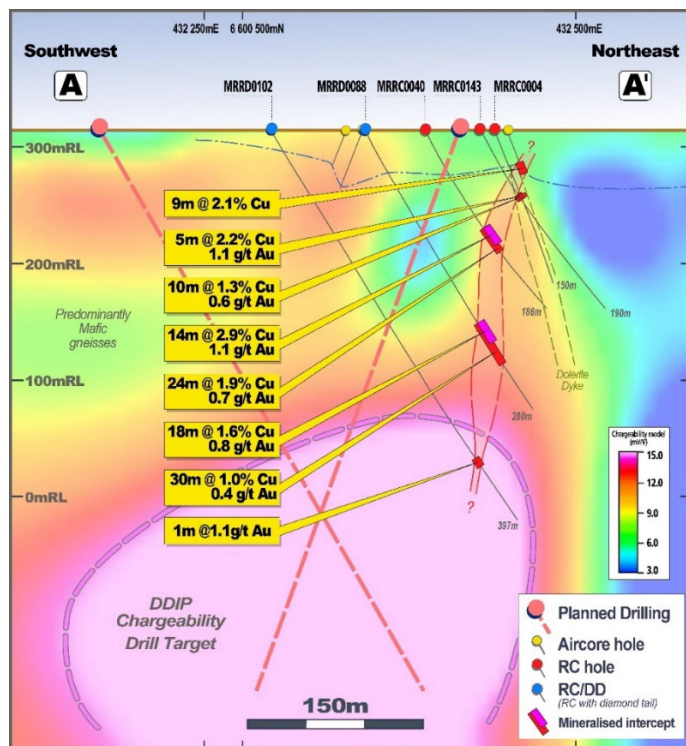 432 250mE
6 600 500mN
432 500mE
Southwest
Northeast
A
A'
MRRD0102
MRRD0088
MRRC0040
MRRC0143
MRRC0004
300mRL
200mRL
100mRL
0mRL
?
9m @ 2.1% Cu
5m @ 2.2% Cu
1.1 g/t Au
10m @ 1.3% Cu
0.6 g/t Au
14m @ 2.9% Cu
1.1 g/t Au
24m @ 1.9% Cu
0.7 g/t Au
18m @ 1.6% Cu
0.8 g/t Au
30m @ 1.0% Cu
0.4 g/t Au
1m @1.1g/t Au
Predominantly
Mafic
gneisses
150m
186m
190m
Dolerite
Dyke
280m
397m
?
Chargeability model
(mV/V)
15.0
12.0
9.0
6.0
3.0
DDIP
Chargeability
Drill Target
150m
Planned Drilling
Aircore hole
RC hole
RC/DD
(RC with diamond tail)
Mineralised intercept